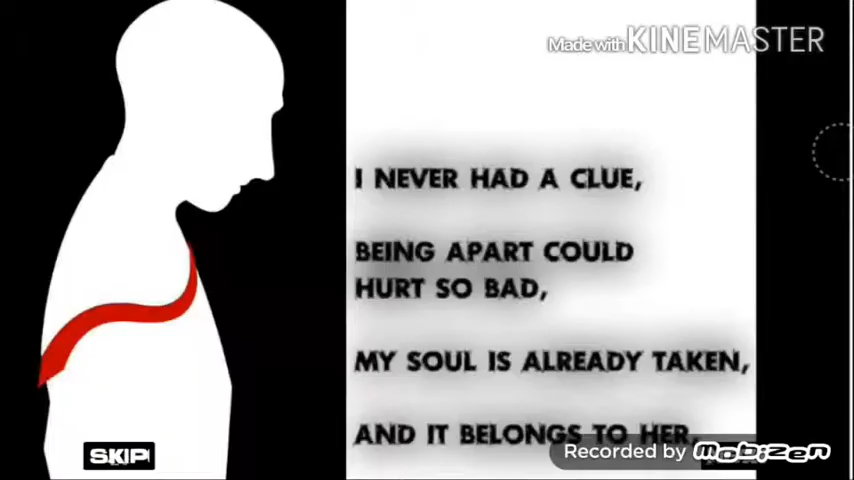 Made with KINEMASTER
I NEVER HAD A CLUE,
BEING APART COULD
HURT SO BAD,
MY SOUL IS ALREADY TAKEN,
AND IT BELONGS TO HER.
SKIP
Recorded by mobizen